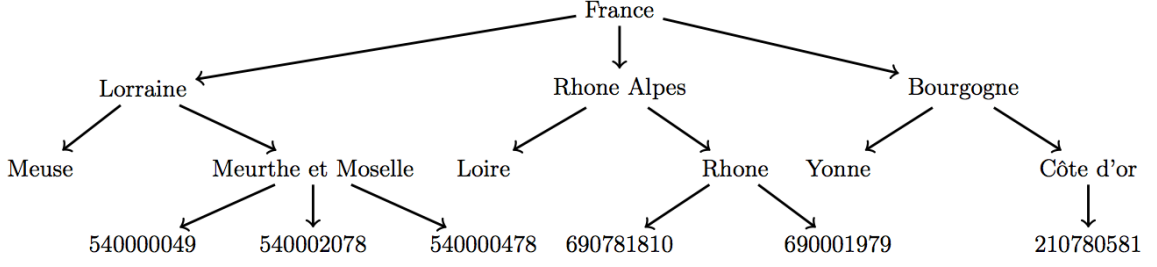 France
Lorraine Rhone Alpes Bourgogne
Meuse Meurthe et Moselle Loire Rhone Yonne Côte d'or
540000049 540002078 540000478 690781810 690001979 210780581